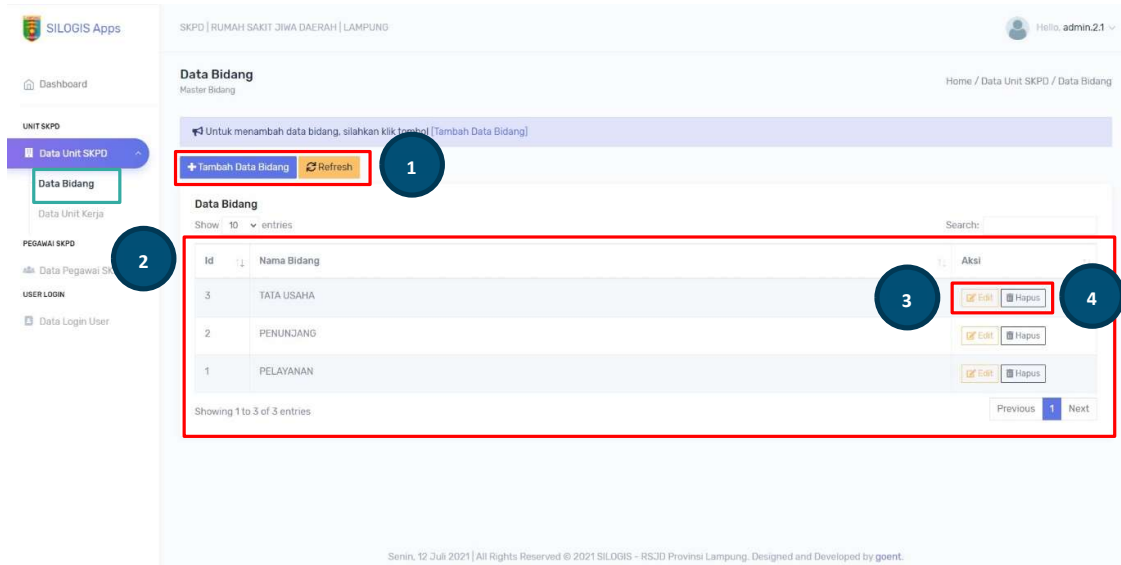 SILOGIS Apps
SKPD | RUMAH SAKIT JIWA DAERAH | LAMPUNG
Hello, admin.2.1
Dashboard
Data Bidang
Master Bidang
Home / Data Unit SKPD / Data Bidang
UNIT SKPD
Data Unit SKPD
Data Bidang
Data Unit Kerja
PEGAWAI SKPD
Data Pegawai
USER LOGIN
Data Login User
Untuk menambah data bidang, silahkan klik tombol [Tambah Data Bidang]
+ Tambah Data Bidang
Refresh
1
2
Data Bidang
Show 10 entries
Search:
Id Nama Bidang Aksi
3 TATA USAHA Edit Hapus
3
4
2 PENUNJANG Edit Hapus
1 PELAYANAN Edit Hapus
Showing 1 to 3 of 3 entries
Previous 1 Next
Senin, 12 Juli 2021 | All Rights Reserved © 2021 SILOGIS - RSJD Provinsi Lampung. Designed and Developed by goent.